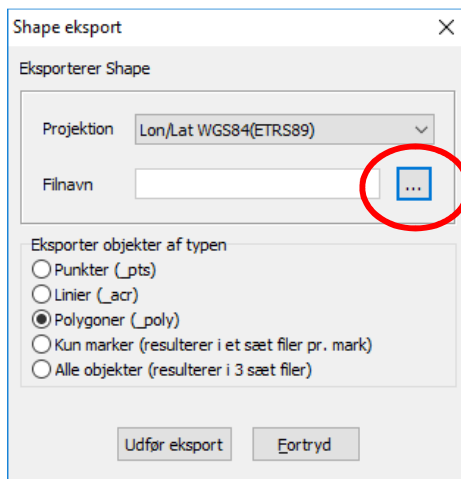 Shape eksport
Eksporterer Shape
Projektion Lon/Lat WGS84(ETRS89)
Filnavn ...
Eksporter objekter af typen
Punkter (_pts)
Linier (_acr)
Polygoner (_poly)
Kun marker (resulterer i et sæt filer pr. mark)
Alle objekter (resulterer i 3 sæt filer)
Udfør eksport Fortryd